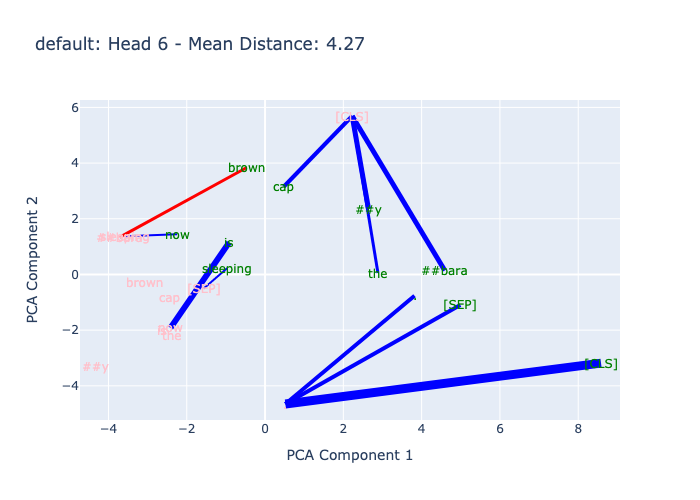 default: Head 6 - Mean Distance: 4.27
6
4
2
0
−2
−4
PCA Component 2
[CLS]
brown
cap
##y
now
is
sleeping
##bara
the
brown
[SEP]
cap
[SEP]
now
the
##y
[CLS]
−4
−2
0
2
4
6
8
PCA Component 1